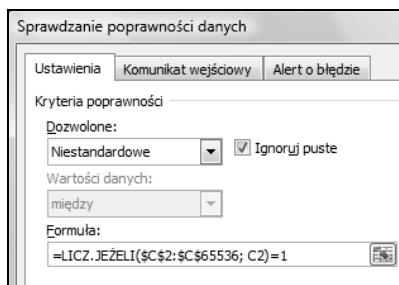 Sprawdzanie poprawności danych
Ustawienia Komunikat wejściowy Alert o błędzie
Kryteria poprawności
Dozwolone:
Niestandardowe Ignoruj puste
Wartości danych:
między
Formuła:
=LICZ.JEŻELI($C$2:$C$65536; C2)=1